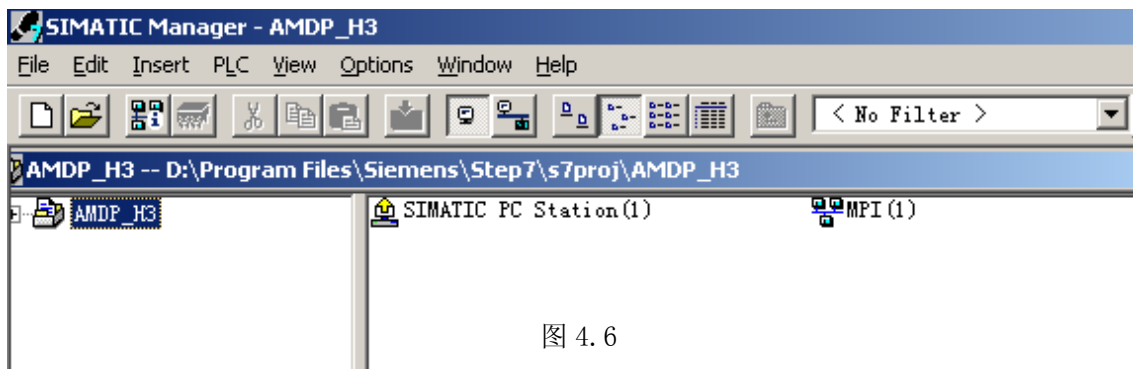 SIMATIC Manager - AMDP_H3
File Edit Insert PLC View Options Window Help
< No Filter >
AMDP_H3 -- D:\Program Files\Siemens\Step7\s7proj\AMDP_H3
AMDP_H3
SIMATIC PC Station(1) MPI(1)
图 4.6